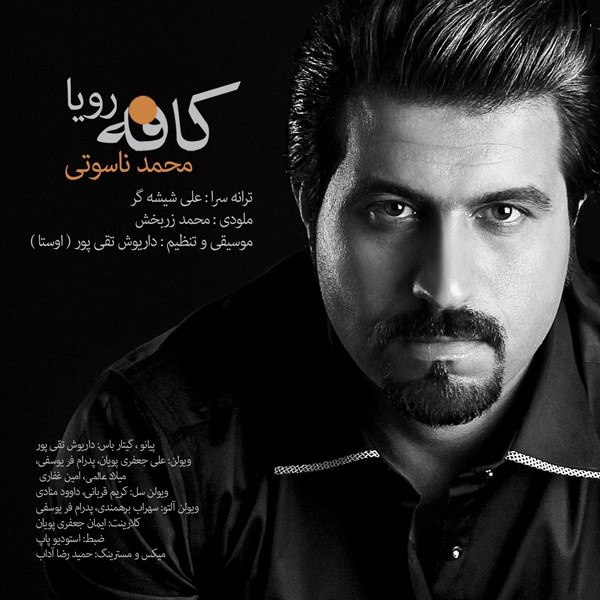 کافه رویا
محمد ناسوتی
ترانه سرا : علی شیشه گر
ملودی : محمد زربخش
موسیقی و تنظیم : داریوش تقی پور ( اوستا )
پیانو ، گیتار باس: داریوش تقی پور
ویولن: علی جعفری پویان، پدرام فر یوسفی،
میلاد عالمی، امین غفاری
ویولن سل: کریم قربانی، داوود منادی
ویولن آلتو: سهراب برهمندی، پدرام فر یوسفی
کلارینت: ایمان جعفری پویان
ضبط: استودیو پاپ
میکس و مسترینگ: حمید رضا آداب